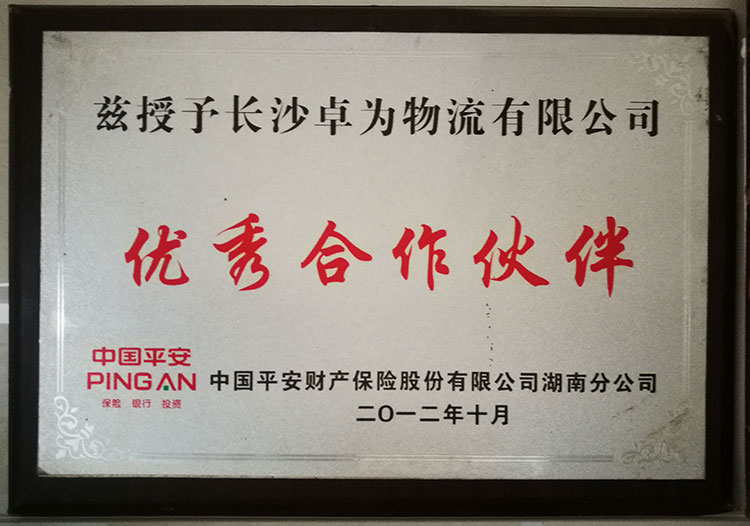 兹授予长沙卓为物流有限公司
优秀合作伙伴
中国平安
PING AN
保险 银行 投资
中国平安财产保险股份有限公司湖南分公司
二O一二年十月